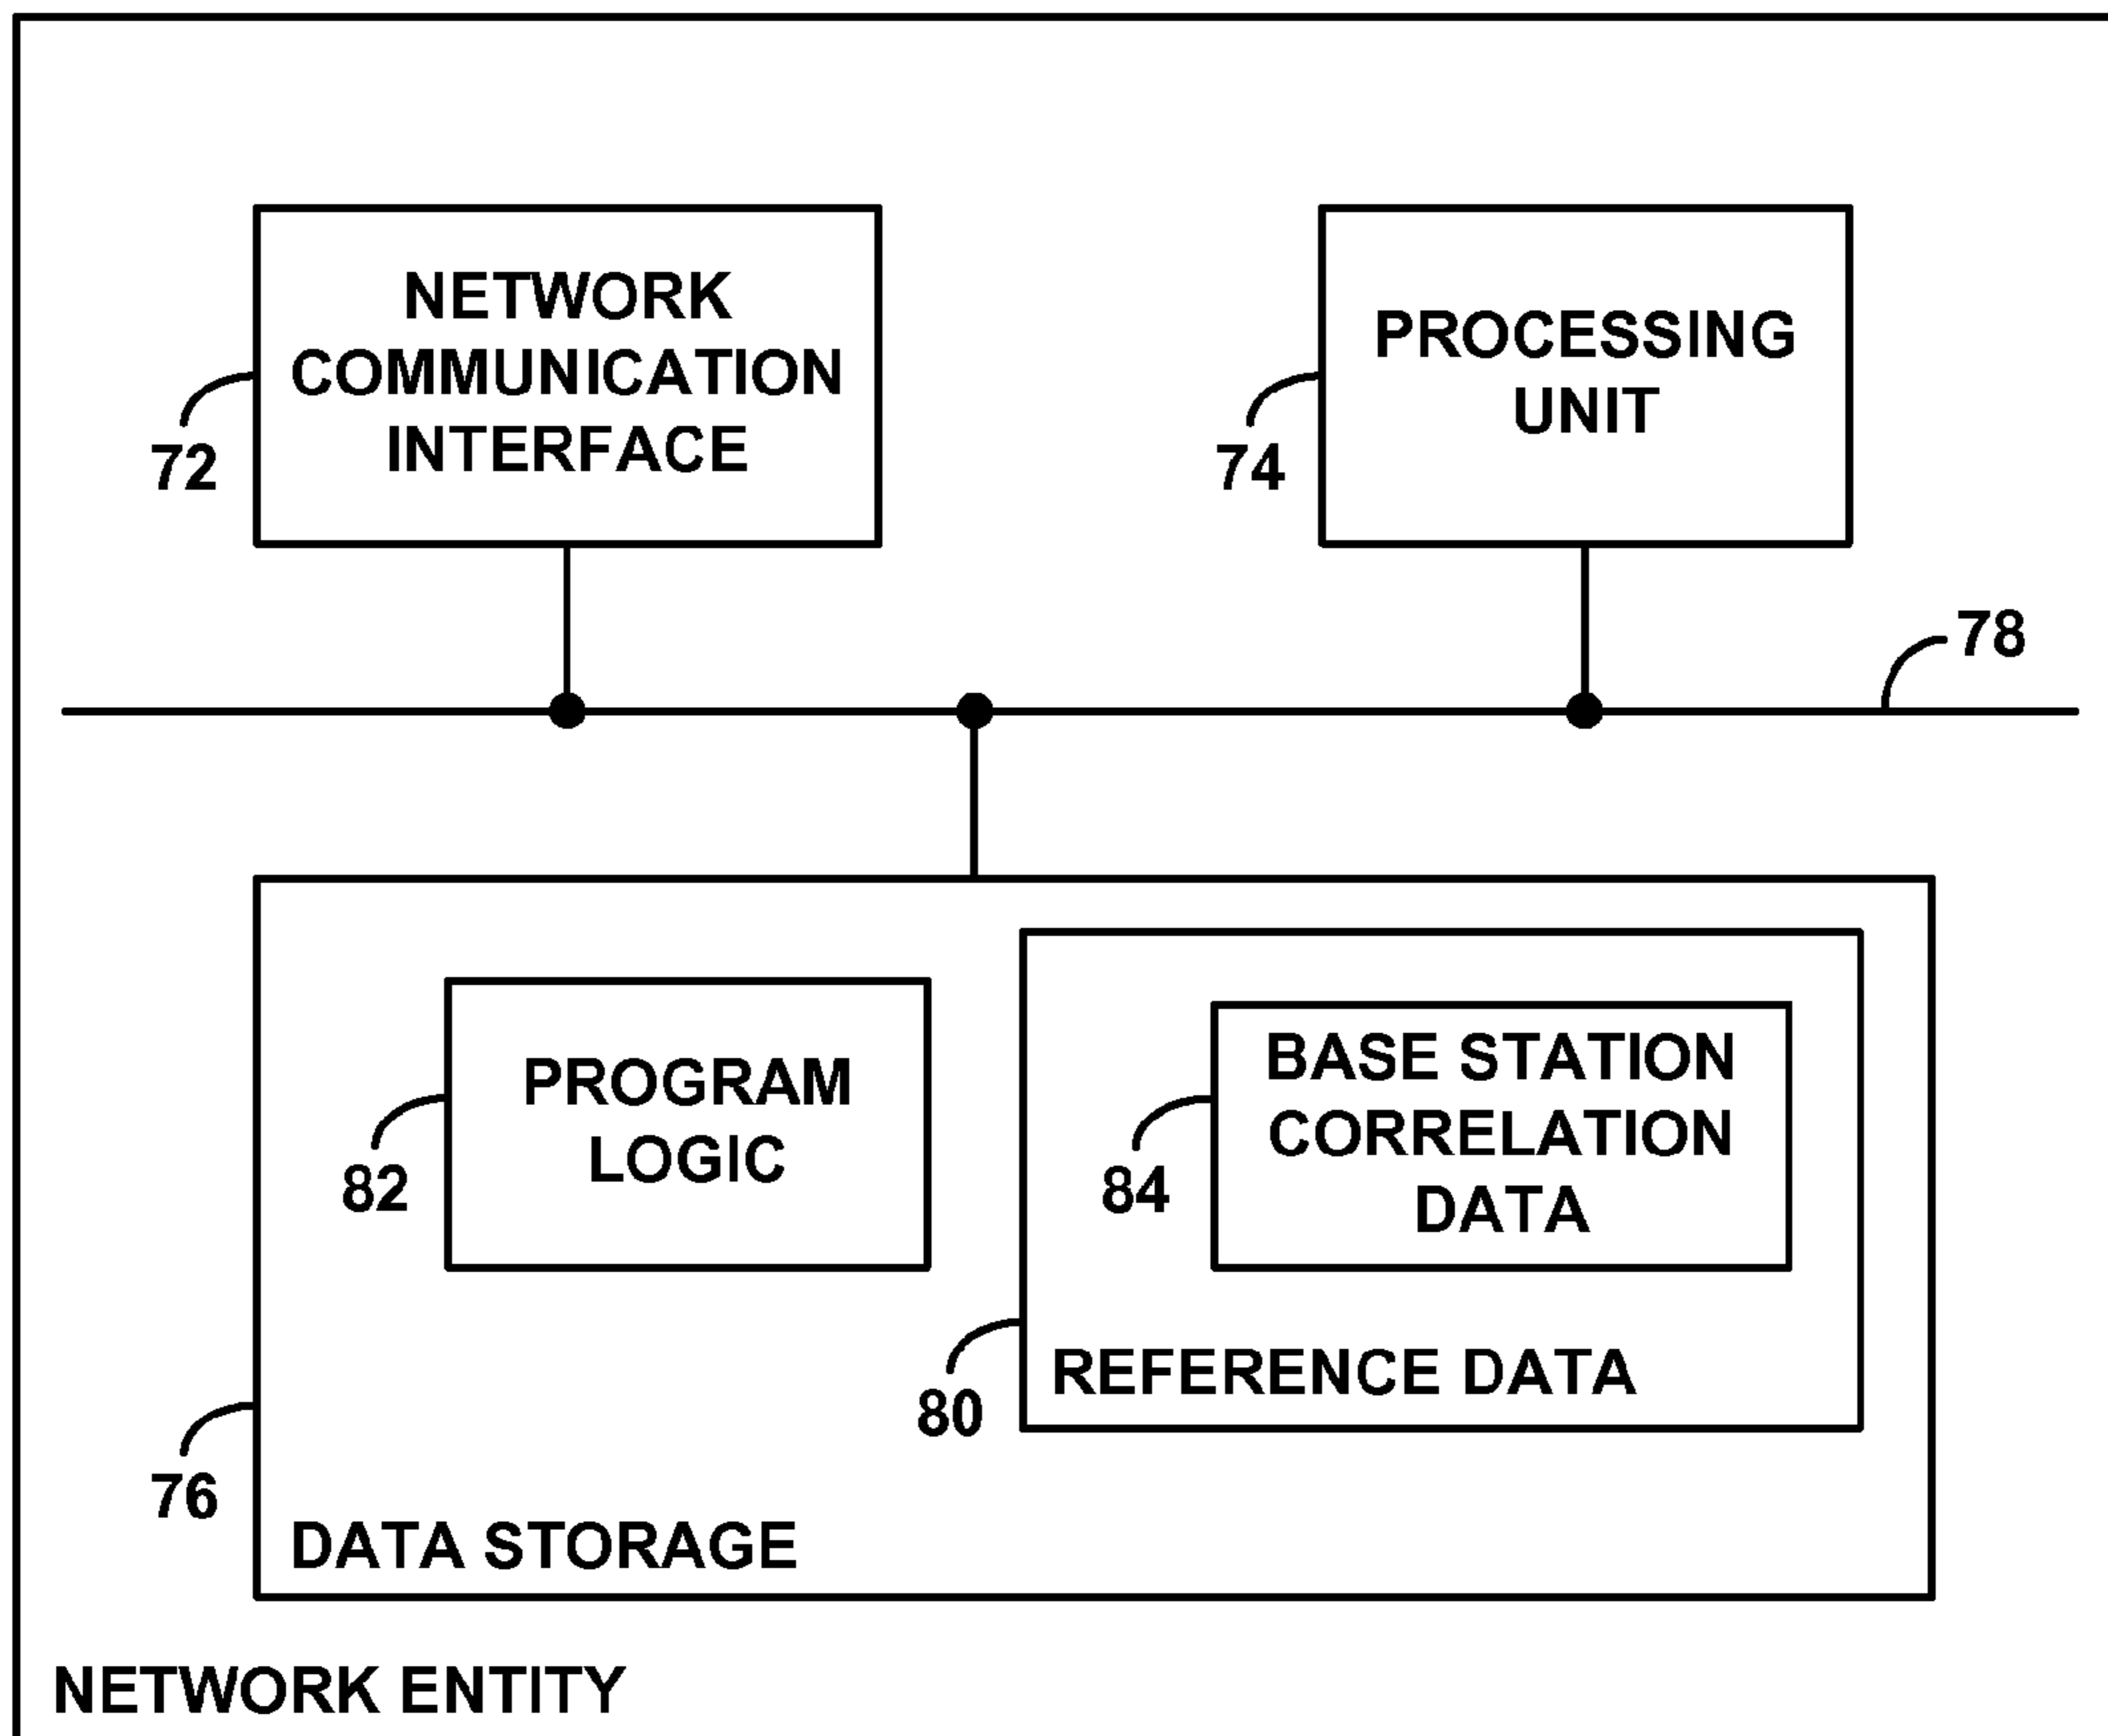 NETWORK
COMMUNICATION
INTERFACE
72
PROCESSING
UNIT
74
78
PROGRAM
LOGIC
82
BASE STATION
CORRELATION
DATA
84
REFERENCE DATA
80
76
DATA STORAGE
NETWORK ENTITY